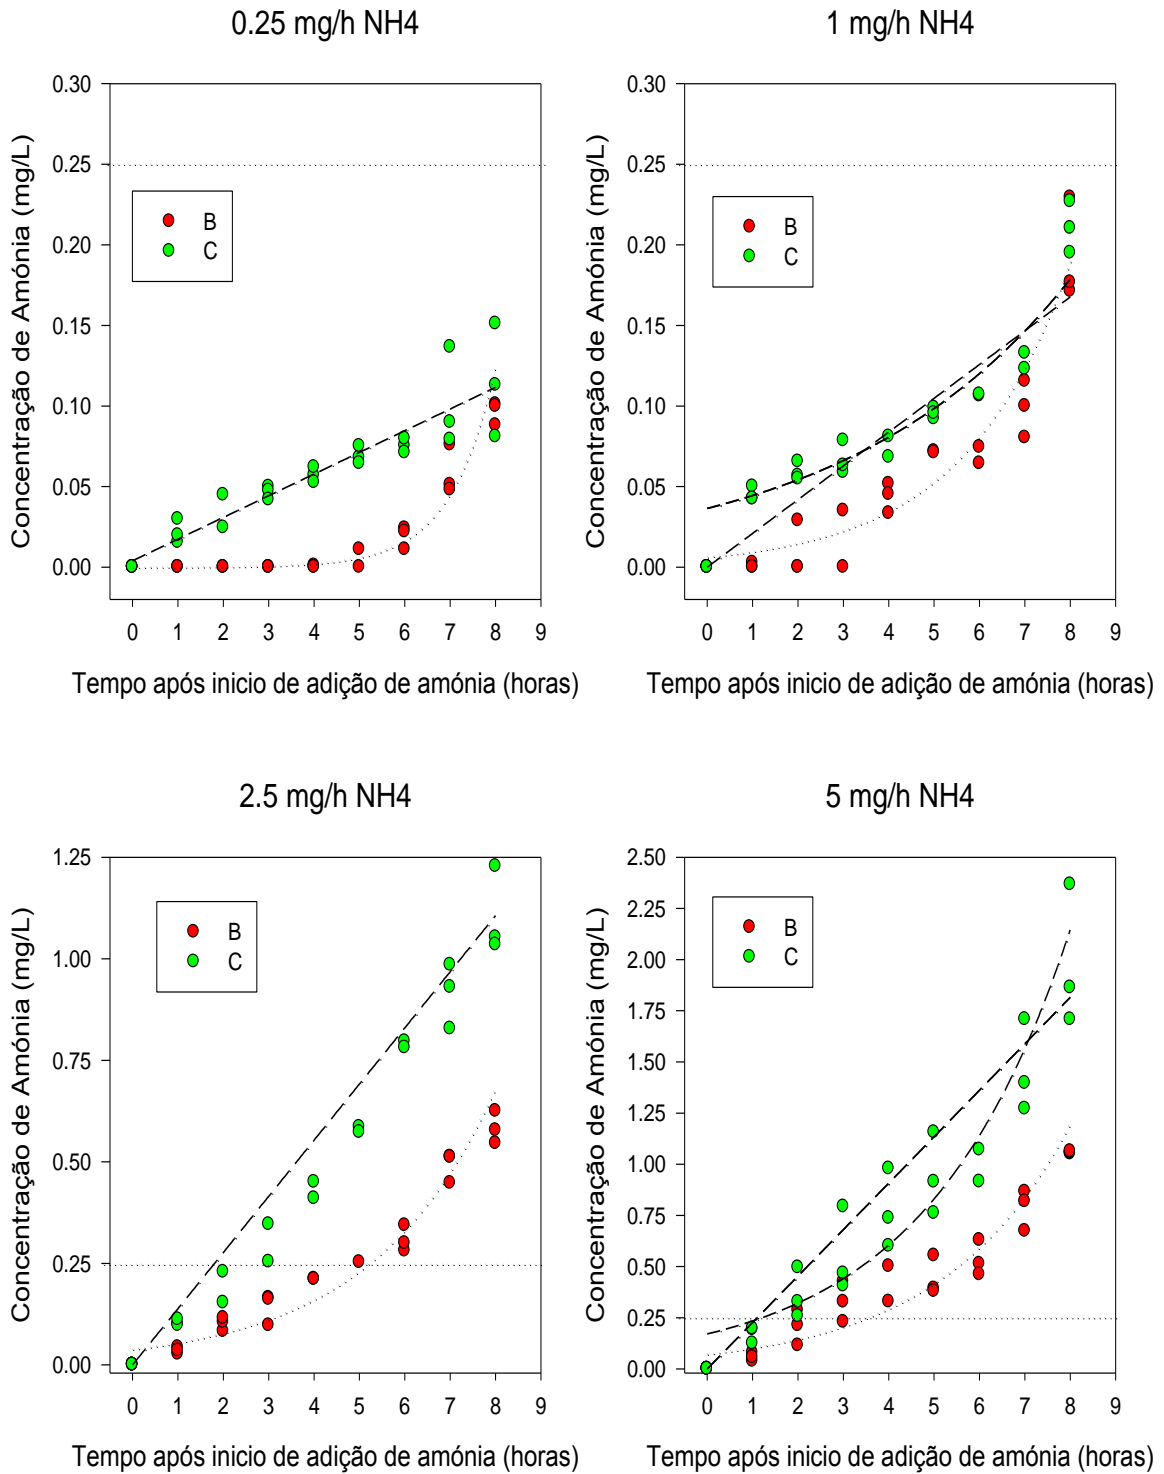 0.25 mg/h NH4
0.30
0.25
0.20
0.15
0.10
0.05
0.00
Concentração de Amónia (mg/L)
B
C
0 1 2 3 4 5 6 7 8 9
Tempo após inicio de adição de amónia (horas)
1 mg/h NH4
0.30
0.25
0.20
0.15
0.10
0.05
0.00
Concentração de Amónia (mg/L)
B
C
0 1 2 3 4 5 6 7 8 9
Tempo após inicio de adição de amónia (horas)
2.5 mg/h NH4
1.25
1.00
0.75
0.50
0.25
0.00
Concentração de Amónia (mg/L)
B
C
0 1 2 3 4 5 6 7 8 9
Tempo após inicio de adição de amónia (horas)
5 mg/h NH4
2.50
2.25
2.00
1.75
1.50
1.25
1.00
0.75
0.50
0.25
0.00
Concentração de Amónia (mg/L)
B
C
0 1 2 3 4 5 6 7 8 9
Tempo após inicio de adição de amónia (horas)